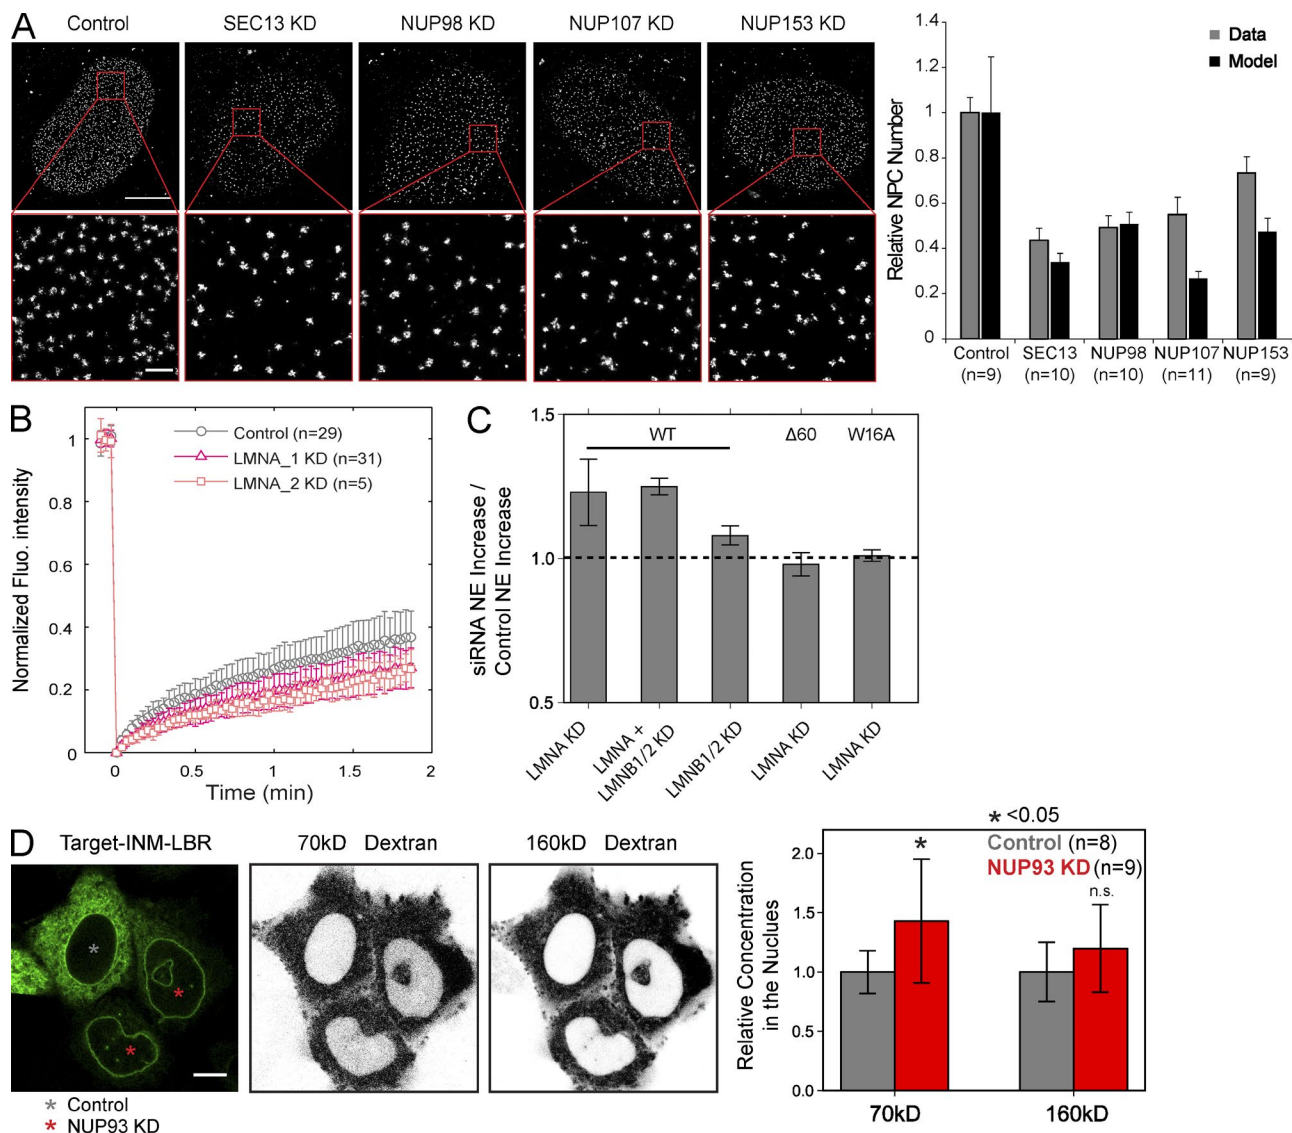 A
Control SEC13 KD NUP98 KD NUP107 KD NUP153 KD
Relative NPC Number
1.4
1.2
1
0.8
0.6
0.4
0.2
0
Data
Model
Control SEC13 NUP98 NUP107 NUP153
(n=9) (n=10) (n=10) (n=11) (n=9)
B
Normalized Fluo. intensity
1
0.8
0.6
0.4
0.2
0
Control (n=29)
LMNA_1 KD (n=31)
LMNA_2 KD (n=5)
0 0.5 1 1.5 2
Time (min)
C
siRNA NE Increase /
Control NE Increase
1.5
1.0
0.5
WT Δ60 W16A
LMNA KD
LMNA +
LMNB1/2 KD
LMNB1/2 KD
LMNA KD
LMNA KD
D
Target-INM-LBR 70kD Dextran 160kD Dextran
*
*
*
* Control
* NUP93 KD
* <0.05
Control (n=8)
NUP93 KD (n=9)
*
n.s.
Relative Concentration
in the Nuclues
2.0
1.5
1.0
0.5
0.0
70kD 160kD